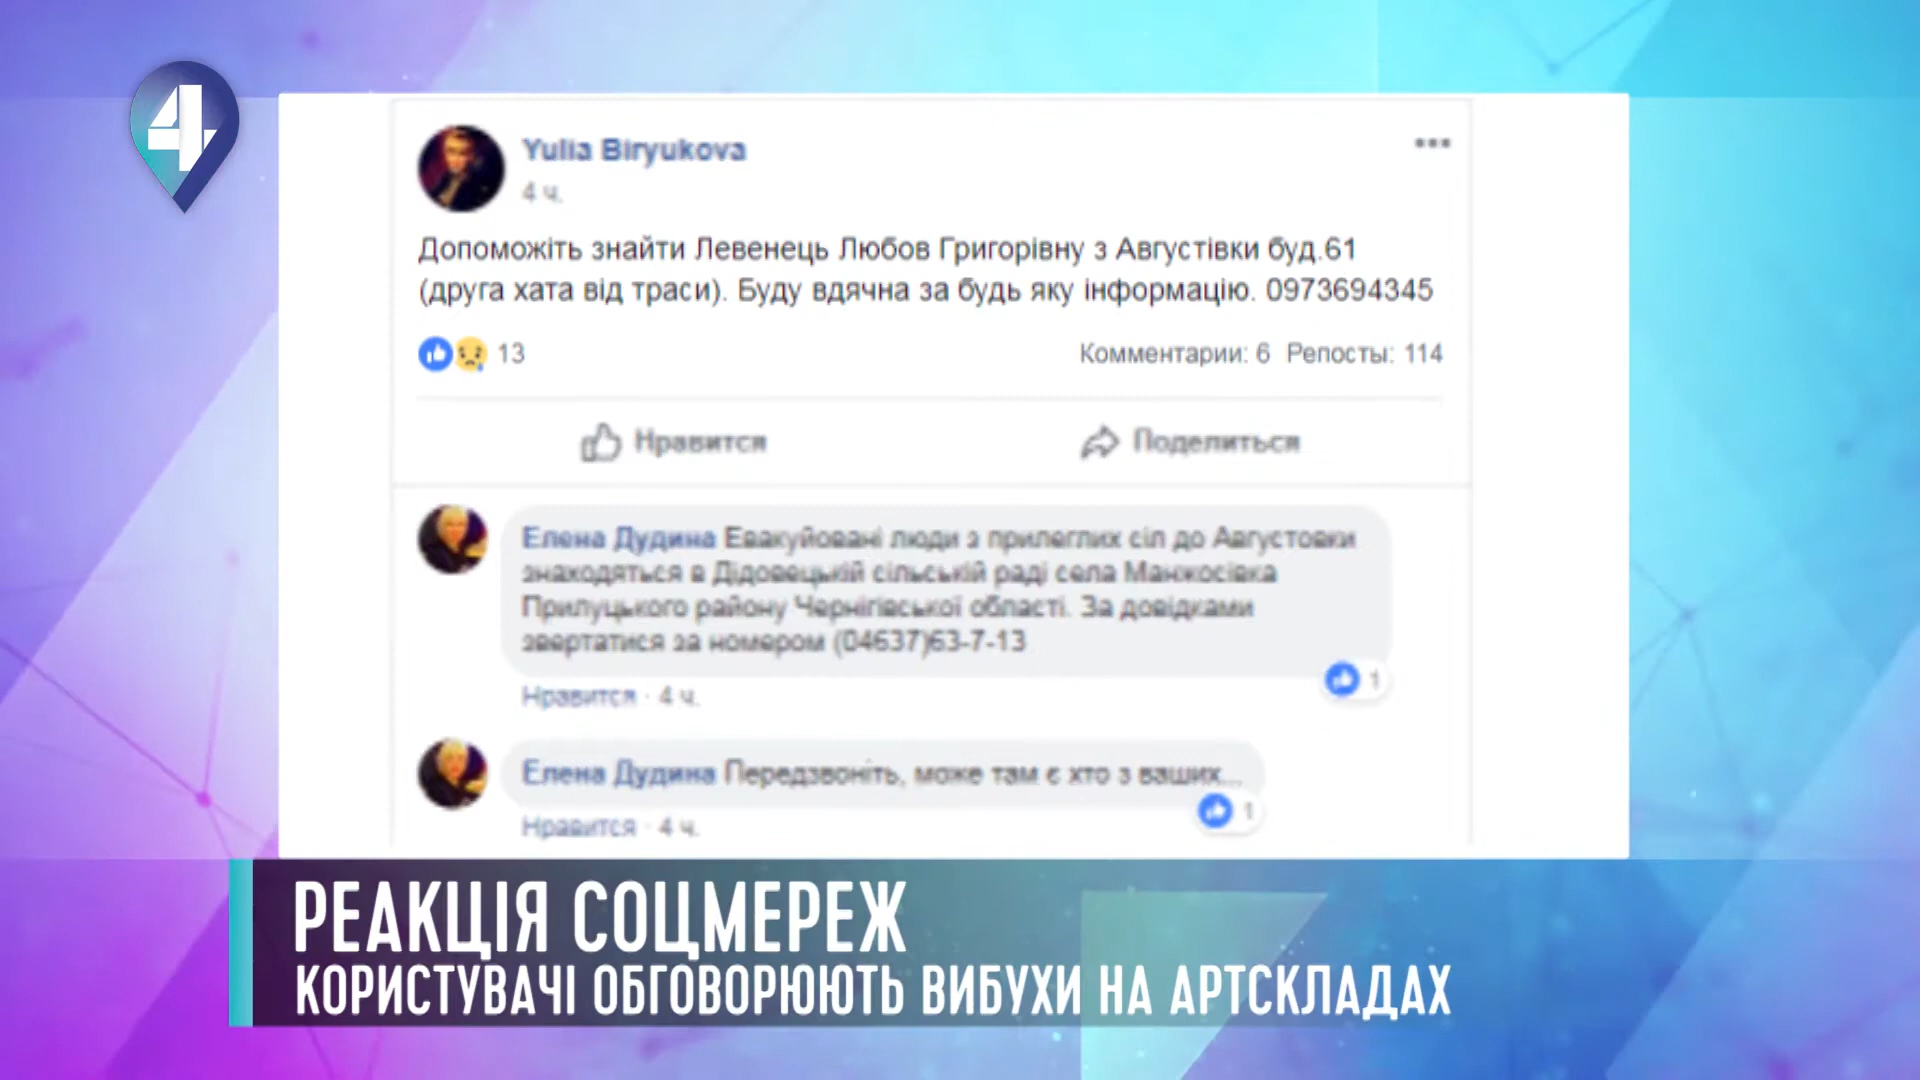 4
Yulia Biryukova
4 ч.
Допоможіть знайти Левенець Любов Григорівну з Августівки буд.61
(друга хата від траси). Буду вдячна за будь яку інформацію. 0973694345
13
Комментарии: 6 Репосты: 114
Нравится
Поделиться
Елена Дудина Евакуйовані люди з прилеглих сіл до Августовки
знаходяться в Дідовецькій сільській раді села Манжосівка
Прилуцького району Чернігівської області. За довідками
звертатися за номером (04637)63-7-13
1
Нравится · 4 ч.
Елена Дудина Передзвоніть, може там є хто з ваших...
1
Нравится · 4 ч.
РЕАКЦІЯ СОЦМЕРЕЖ
КОРИСТУВАЧІ ОБГОВОРЮЮТЬ ВИБУХИ НА АРТСКЛАДАХ